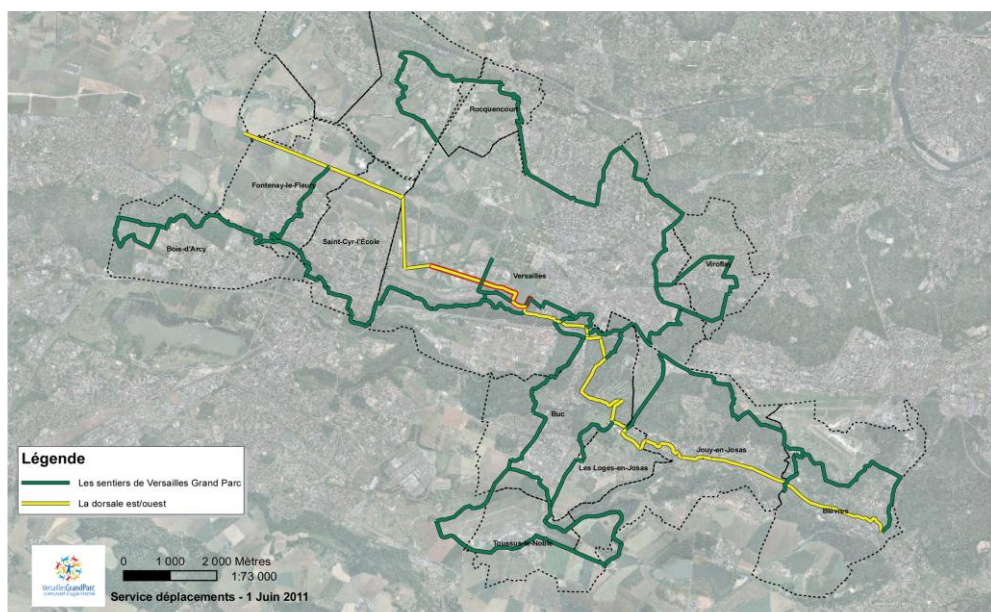 Rocquencourt
Fontenay-le-Fleury
Saint-Cyr-l'École
Bois-d'Arcy
Versailles
Viroflay
Buc
Jouy-en-Josas
Les Loges-en-Josas
Bièvres
Toussus-le-Noble
Légende
Les sentiers de Versailles Grand Parc
La dorsale est/ouest
VersaillesGrandParc
0 1 000 2 000 Mètres
1:73 000
Service déplacements - 1 Juin 2011